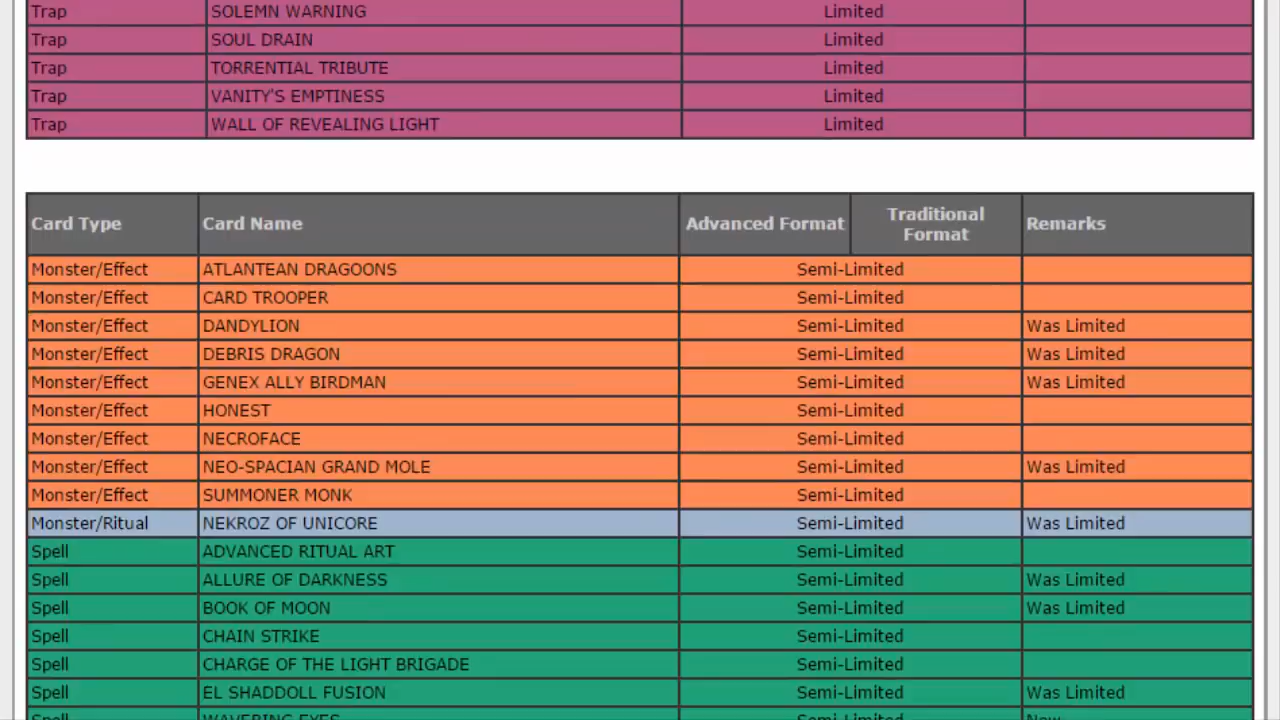 Trap SOLEMN WARNING Limited
Trap SOUL DRAIN Limited
Trap TORRENTIAL TRIBUTE Limited
Trap VANITY'S EMPTINESS Limited
Trap WALL OF REVEALING LIGHT Limited
Card Type Card Name Advanced Format Traditional Format Remarks
Monster/Effect ATLANTEAN DRAGOONS Semi-Limited
Monster/Effect CARD TROOPER Semi-Limited
Monster/Effect DANDYLION Semi-Limited Was Limited
Monster/Effect DEBRIS DRAGON Semi-Limited Was Limited
Monster/Effect GENEX ALLY BIRDMAN Semi-Limited Was Limited
Monster/Effect HONEST Semi-Limited
Monster/Effect NECROFACE Semi-Limited
Monster/Effect NEO-SPACIAN GRAND MOLE Semi-Limited Was Limited
Monster/Effect SUMMONER MONK Semi-Limited
Monster/Ritual NEKROZ OF UNICORE Semi-Limited Was Limited
Spell ADVANCED RITUAL ART Semi-Limited
Spell ALLURE OF DARKNESS Semi-Limited Was Limited
Spell BOOK OF MOON Semi-Limited Was Limited
Spell CHAIN STRIKE Semi-Limited
Spell CHARGE OF THE LIGHT BRIGADE Semi-Limited
Spell EL SHADDOLL FUSION Semi-Limited Was Limited
Spell WAVERING EYES Semi-Limited New